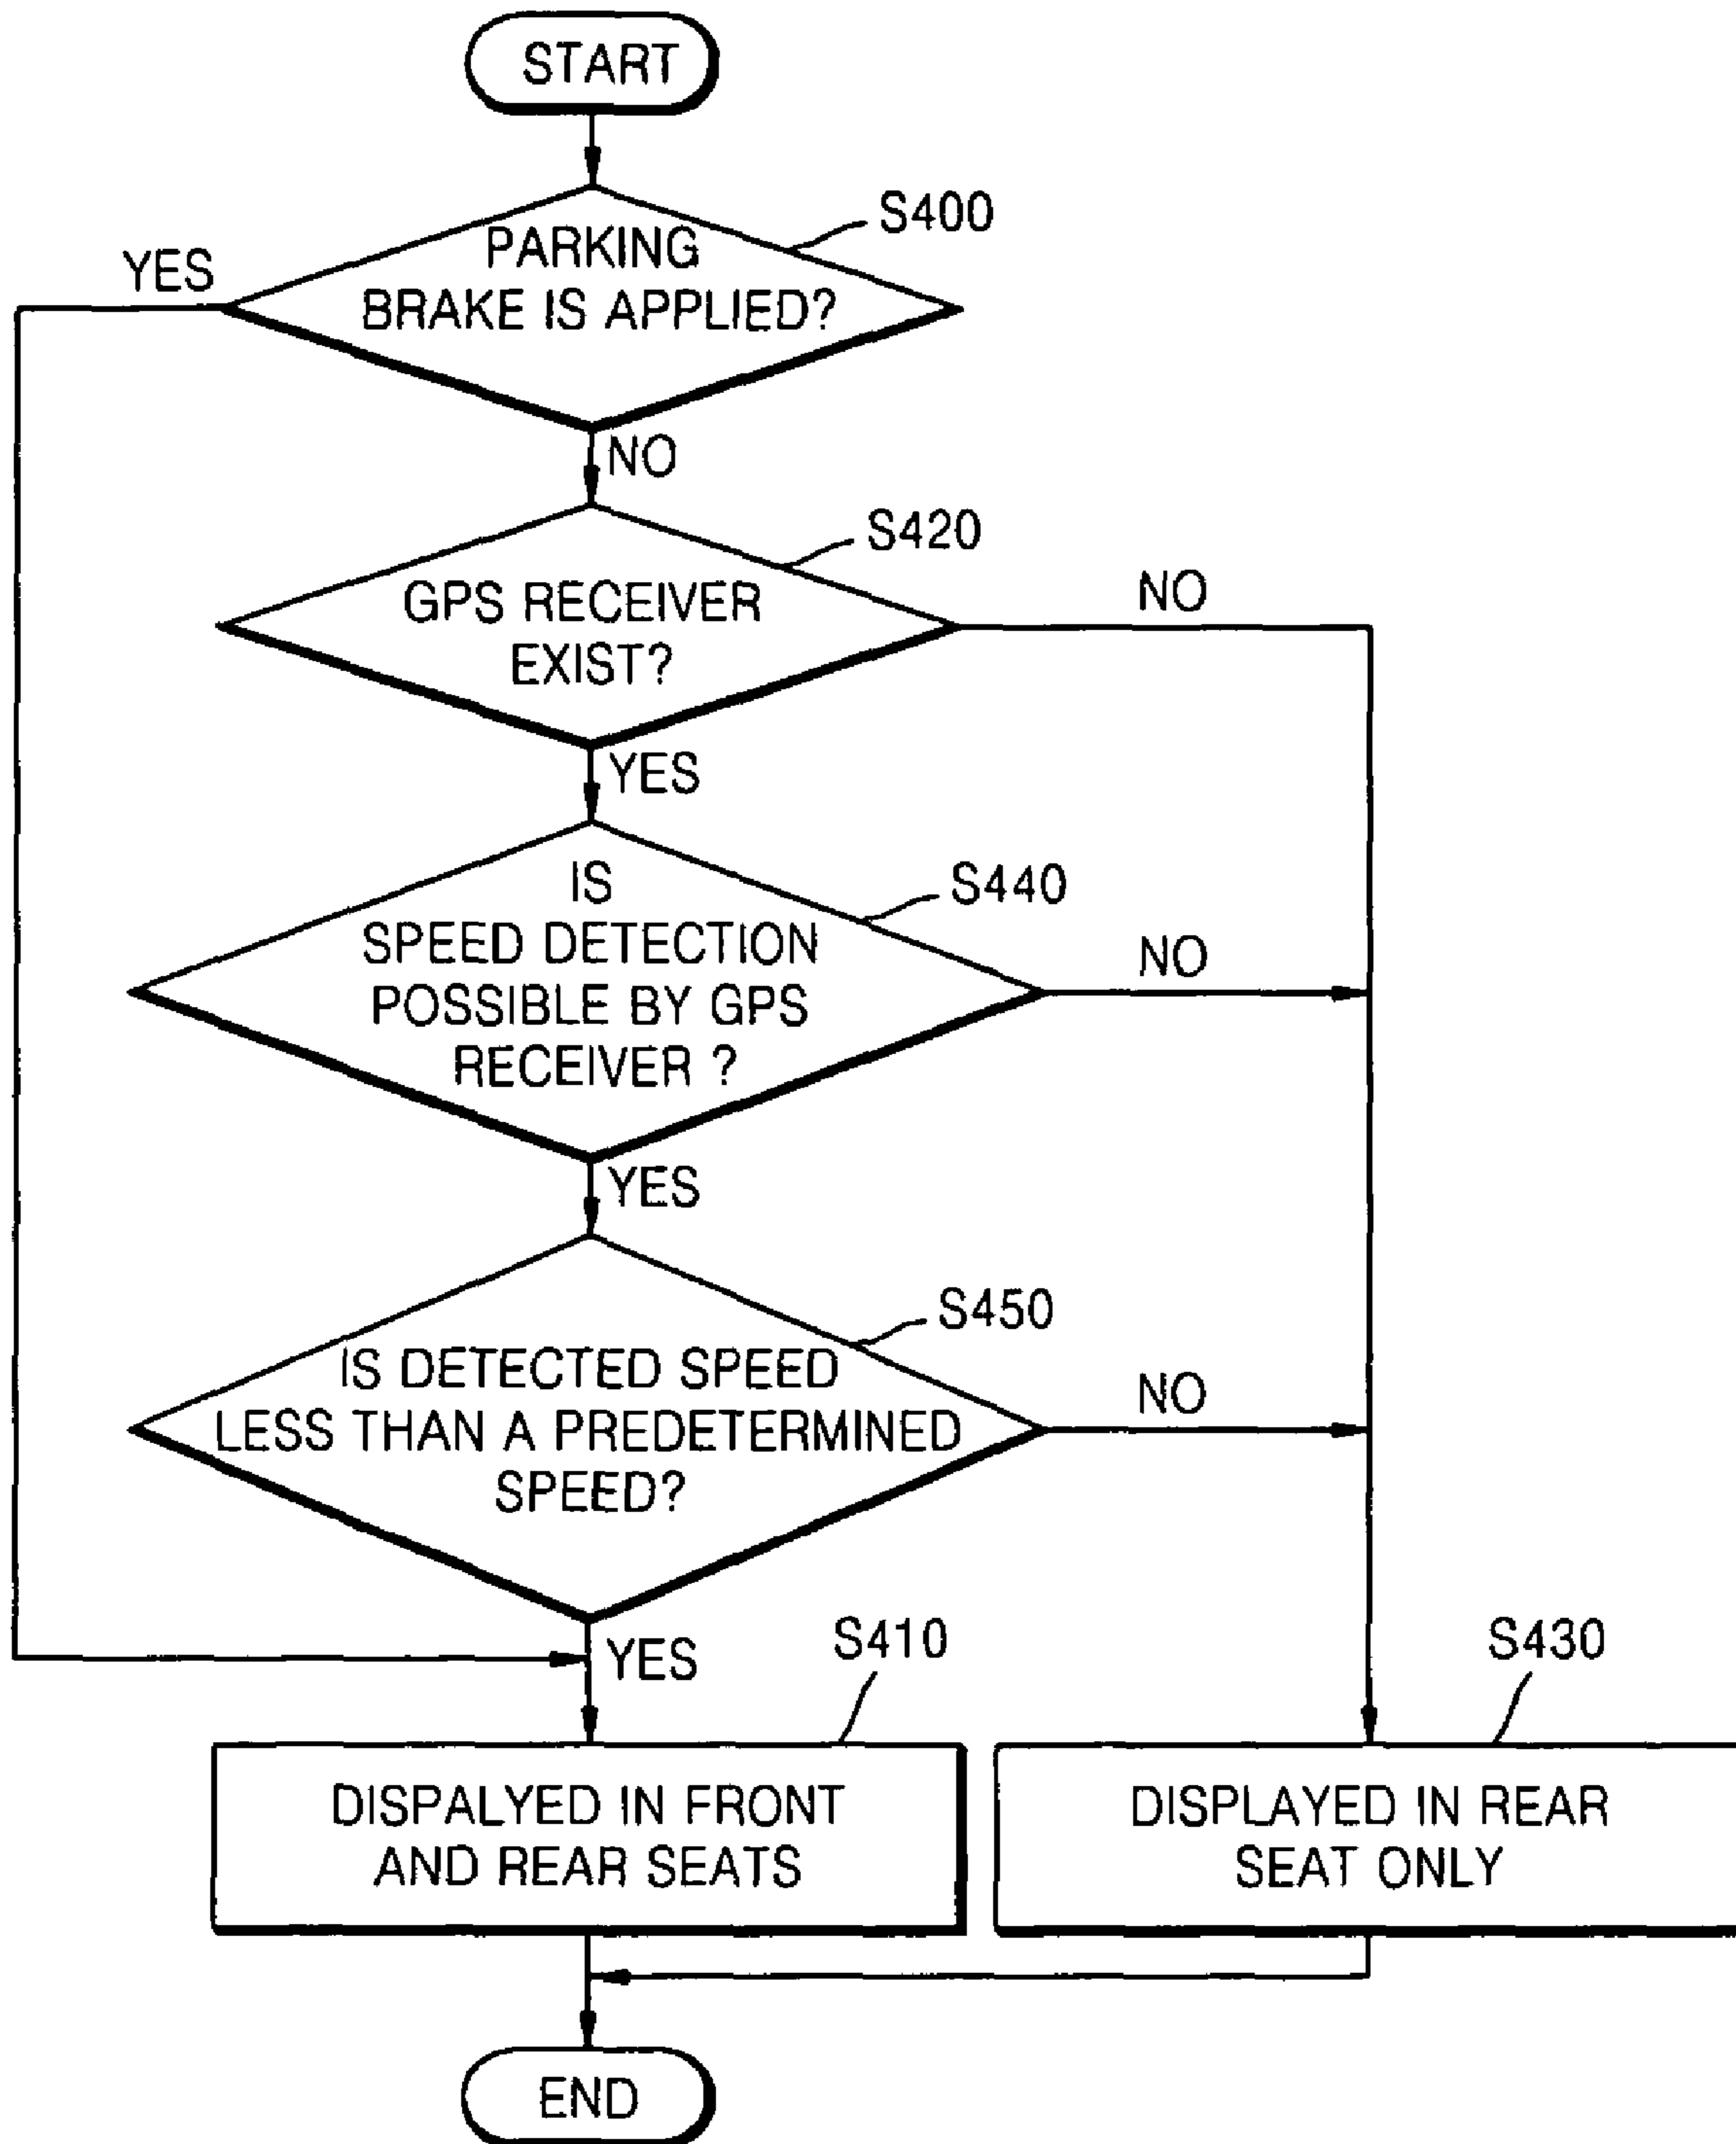 START
S400
PARKING
BRAKE IS APPLIED?
YES
NO
S420
GPS RECEIVER
EXIST?
NO
YES
S440
IS
SPEED DETECTION
POSSIBLE BY GPS
RECEIVER ?
NO
YES
S450
IS DETECTED SPEED
LESS THAN A PREDETERMINED
SPEED?
NO
YES
S410
DISPALYED IN FRONT
AND REAR SEATS
S430
DISPLAYED IN REAR
SEAT ONLY
END